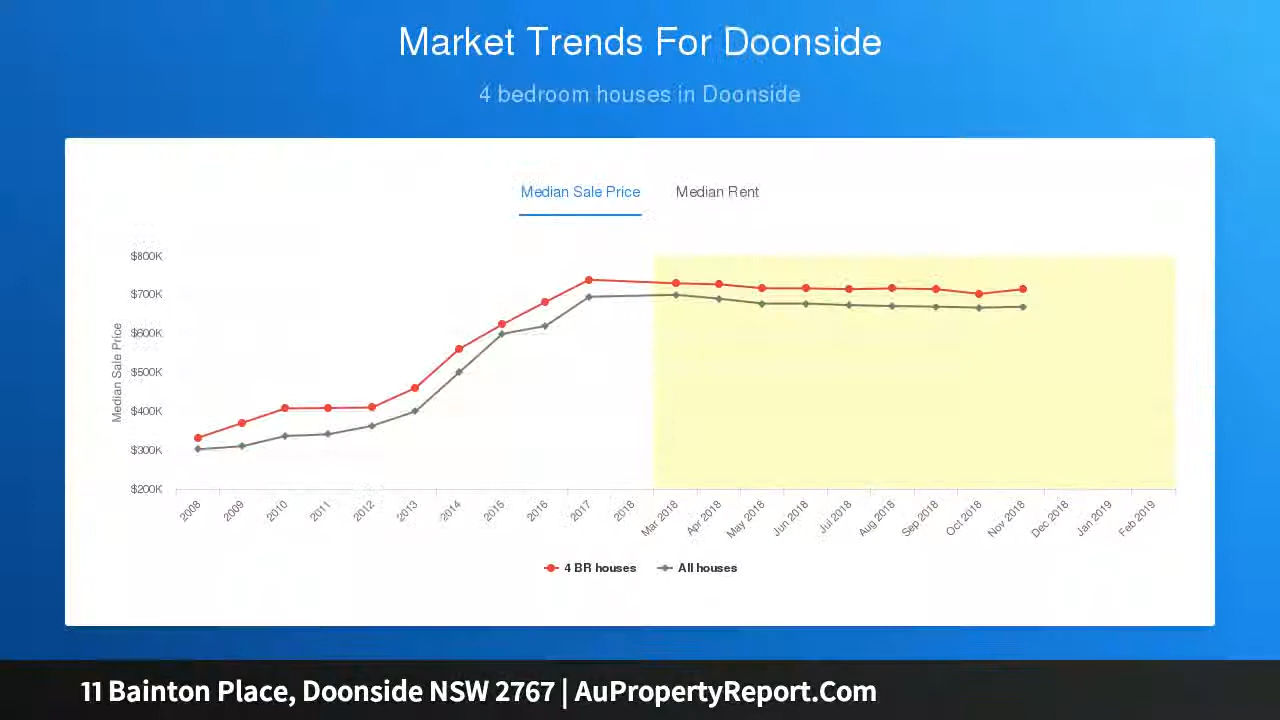 Market Trends For Doonside
4 bedroom houses in Doonside
Median Sale Price Median Rent
Median Sale Price
$800K
$700K
$600K
$500K
$400K
$300K
$200K
2008 2009 2010 2011 2012 2013 2014 2015 2016 2017 2018 Mar 2018 Apr 2018 May 2018 Jun 2018 Jul 2018 Aug 2018 Sep 2018 Oct 2018 Nov 2018 Dec 2018 Jan 2019 Feb 2019
4 BR houses All houses
11 Bainton Place, Doonside NSW 2767 | AuPropertyReport.Com